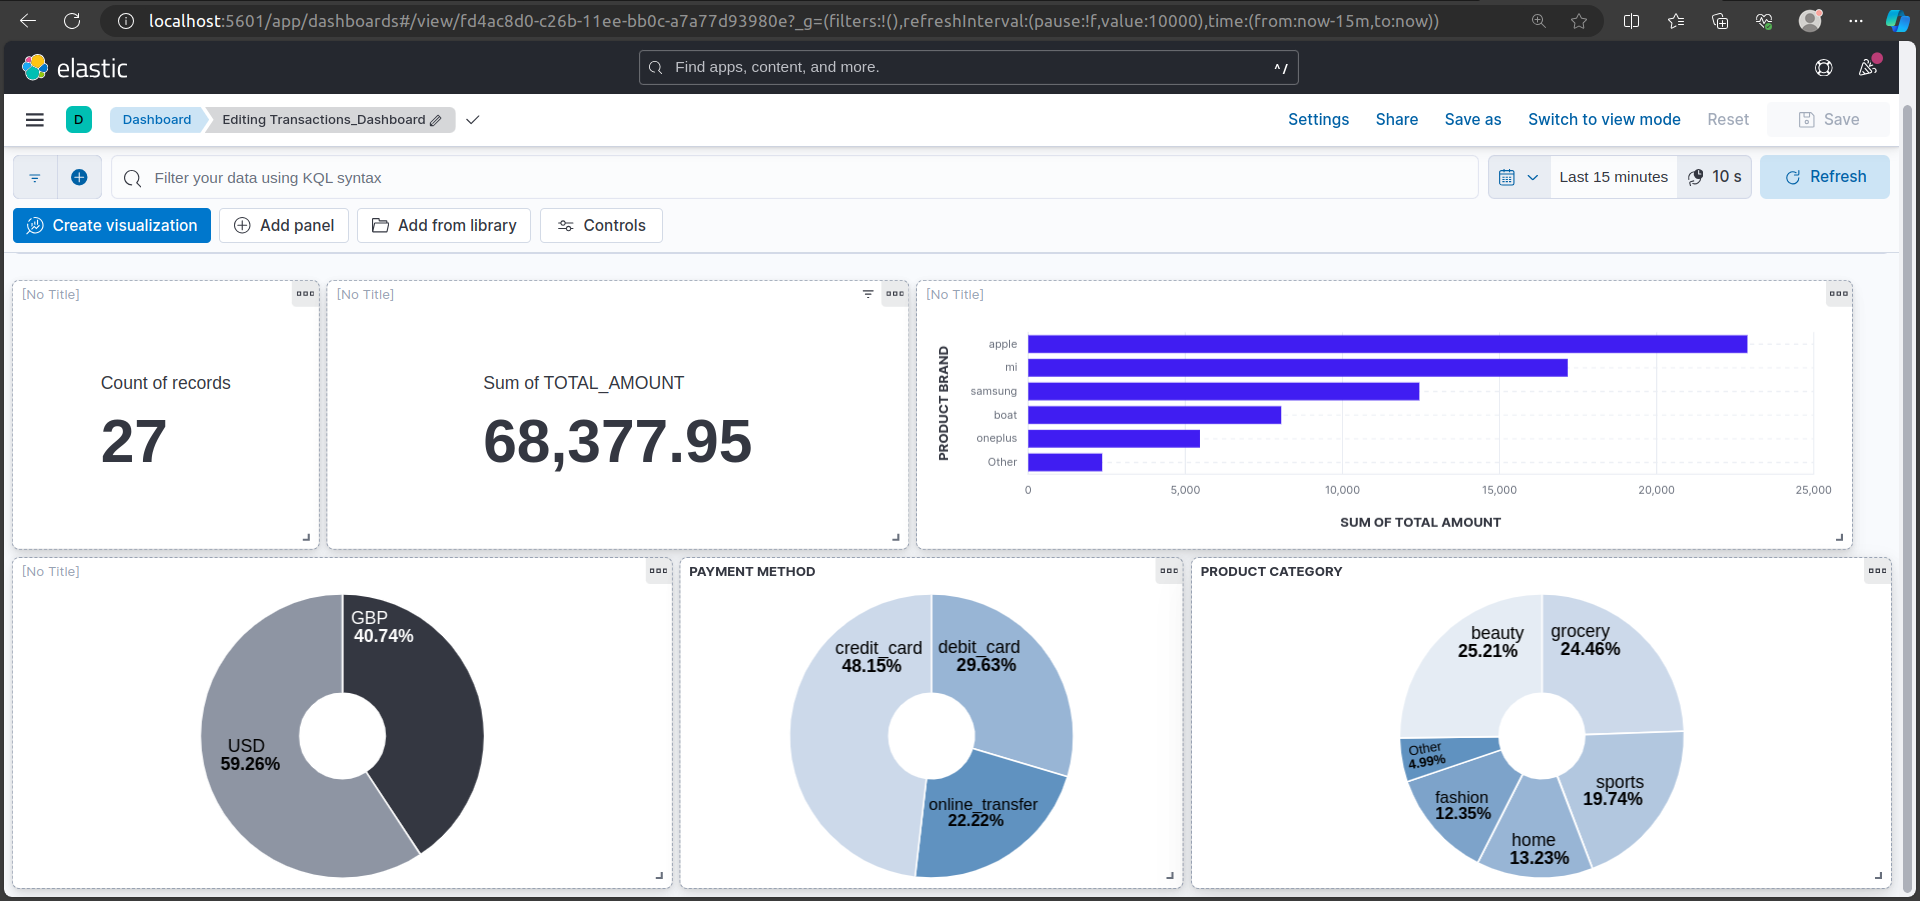 localhost:5601/app/dashboards#/view/fd4ac8d0-c26b-11ee-bb0c-a7a77d93980e?_g=(filters:!(),refreshInterval:(pause:!f,value:10000),time:(from:now-15m,to:now))
elastic
Find apps, content, and more.
^/
D
Dashboard
Editing Transactions_Dashboard
Settings
Share
Save as
Switch to view mode
Reset
Save
Filter your data using KQL syntax
Last 15 minutes
10 s
Refresh
Create visualization
Add panel
Add from library
Controls
[No Title]
Count of records
27
[No Title]
Sum of TOTAL_AMOUNT
68,377.95
[No Title]
PRODUCT BRAND
apple
mi
samsung
boat
oneplus
Other
0
5,000
10,000
15,000
20,000
25,000
SUM OF TOTAL AMOUNT
[No Title]
GBP
40.74%
USD
59.26%
PAYMENT METHOD
credit_card
48.15%
debit_card
29.63%
online_transfer
22.22%
PRODUCT CATEGORY
beauty
25.21%
grocery
24.46%
Other
4.99%
sports
19.74%
fashion
12.35%
home
13.23%